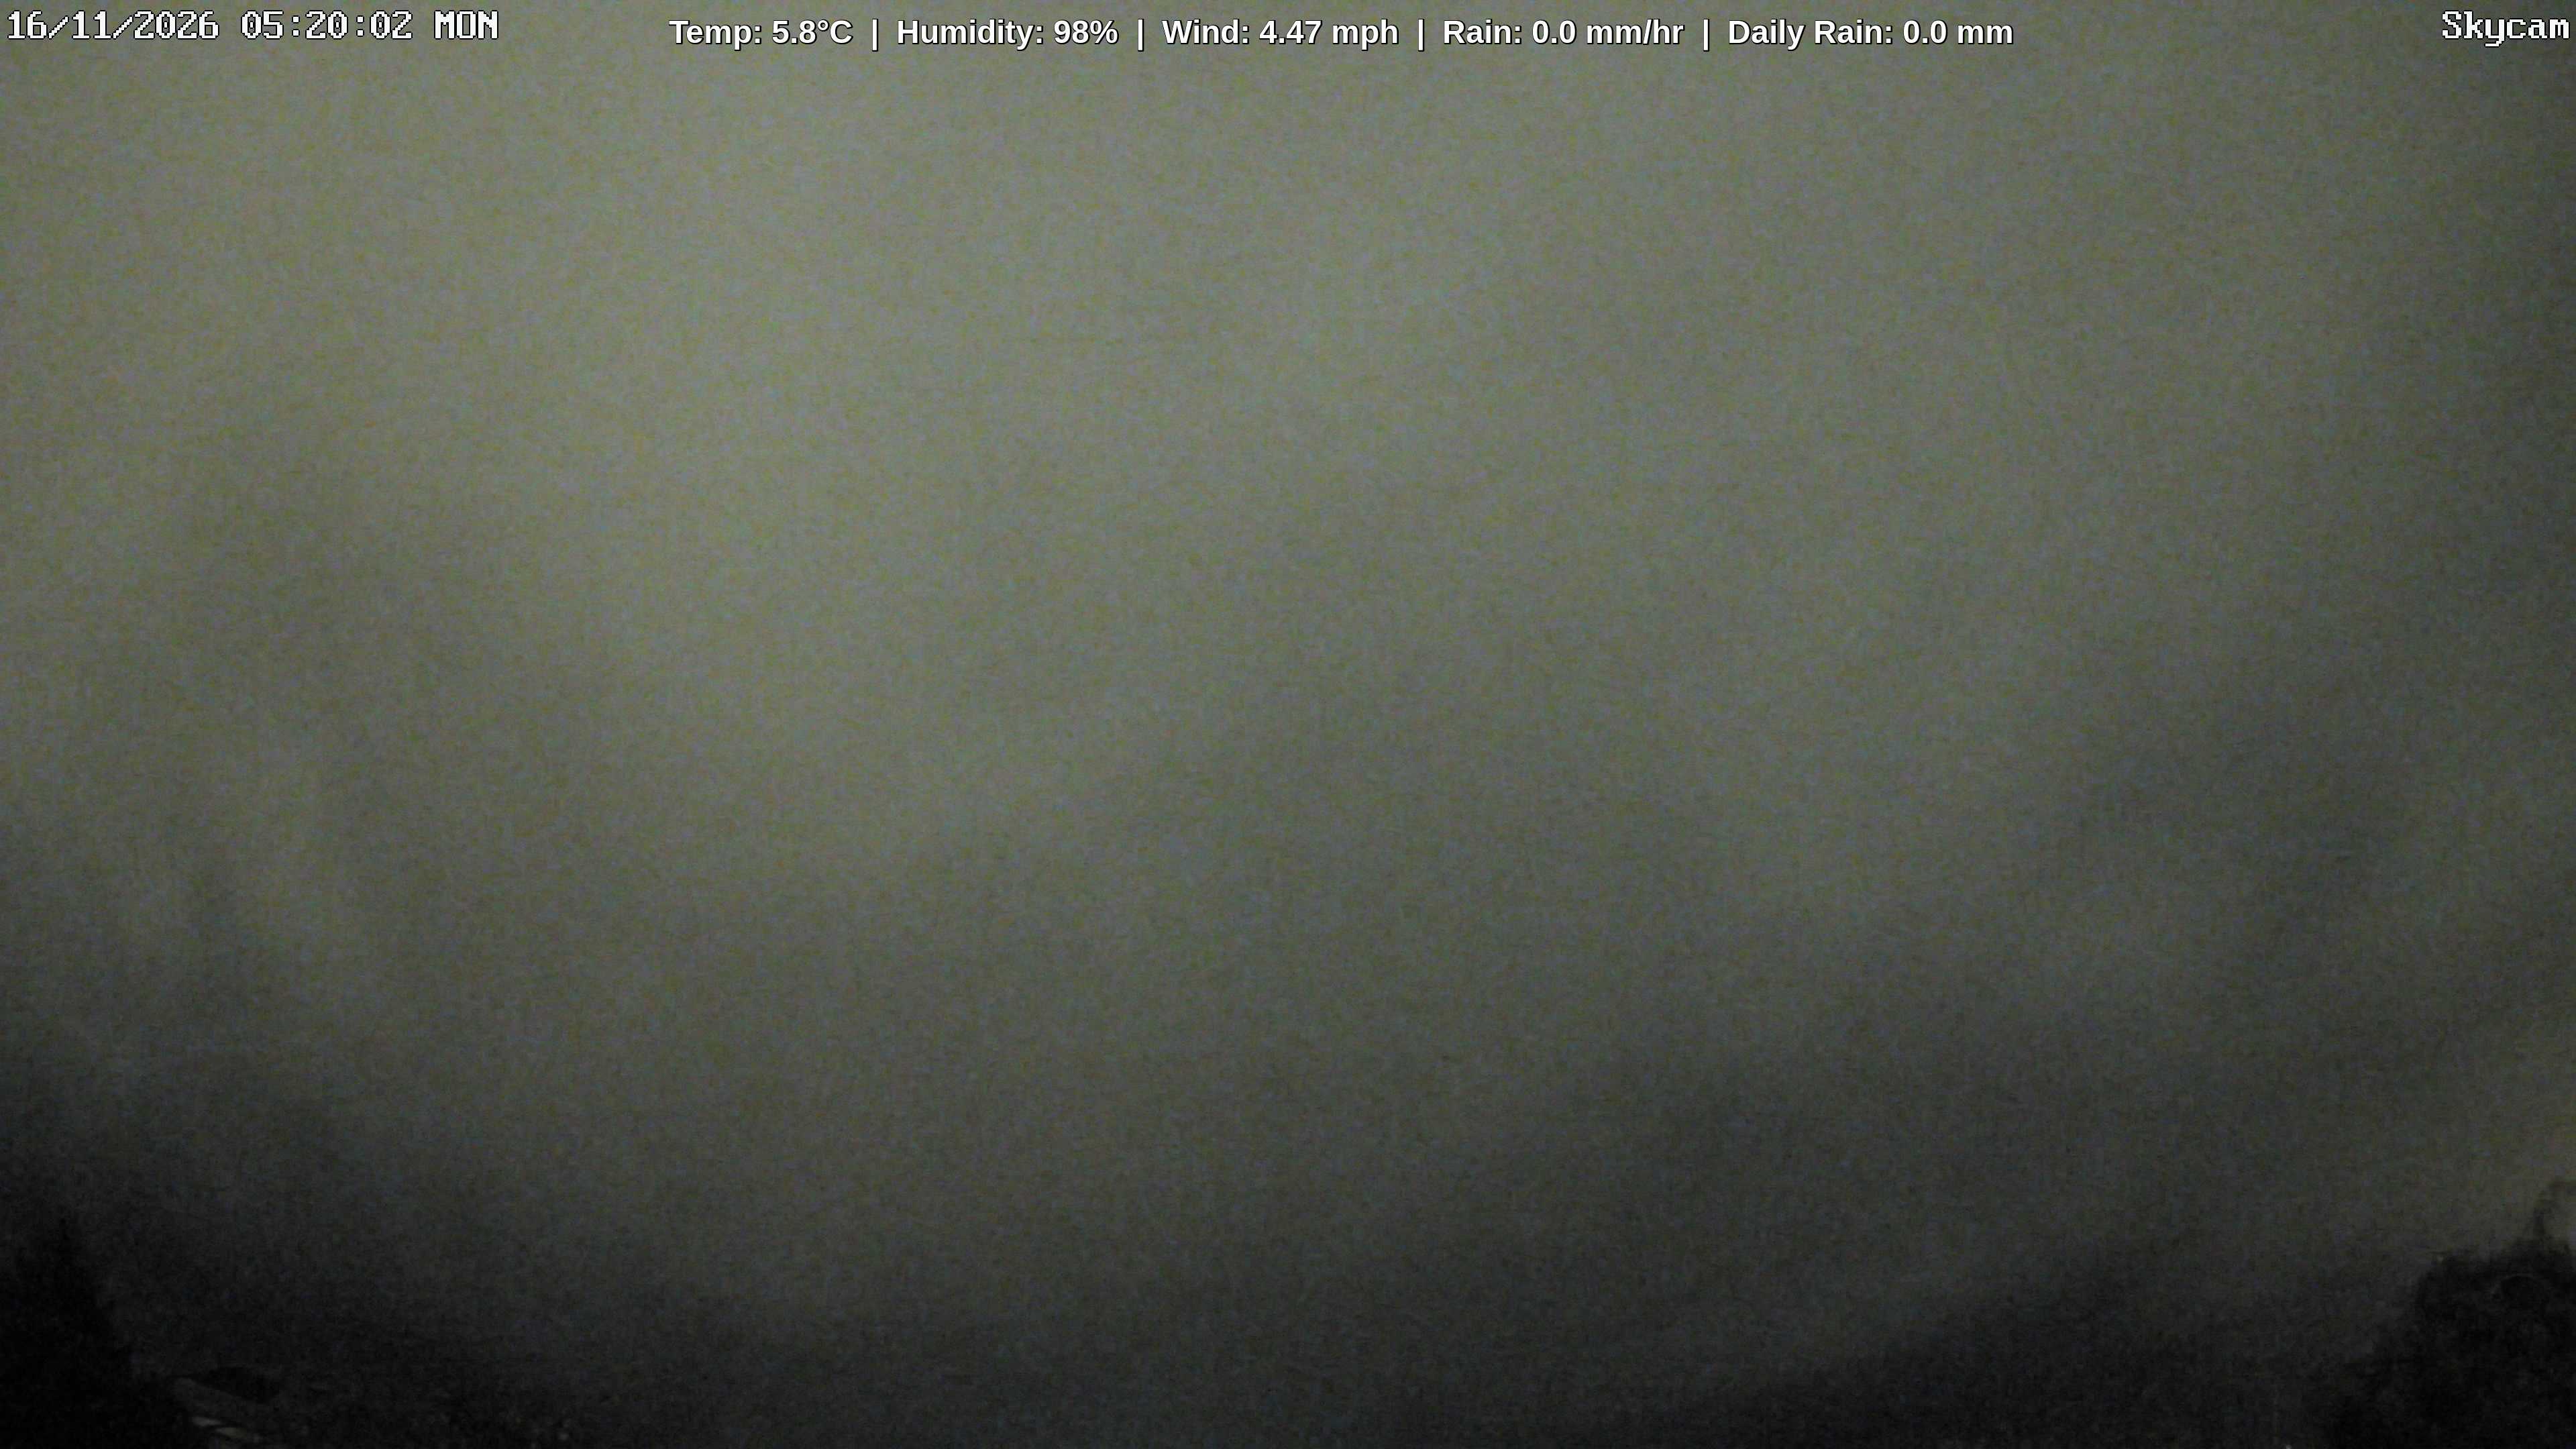 16/11/2026 05:20:02 MON
Temp: 5.8°C | Humidity: 98% | Wind: 4.47 mph | Rain: 0.0 mm/hr | Daily Rain: 0.0 mm
Skycam